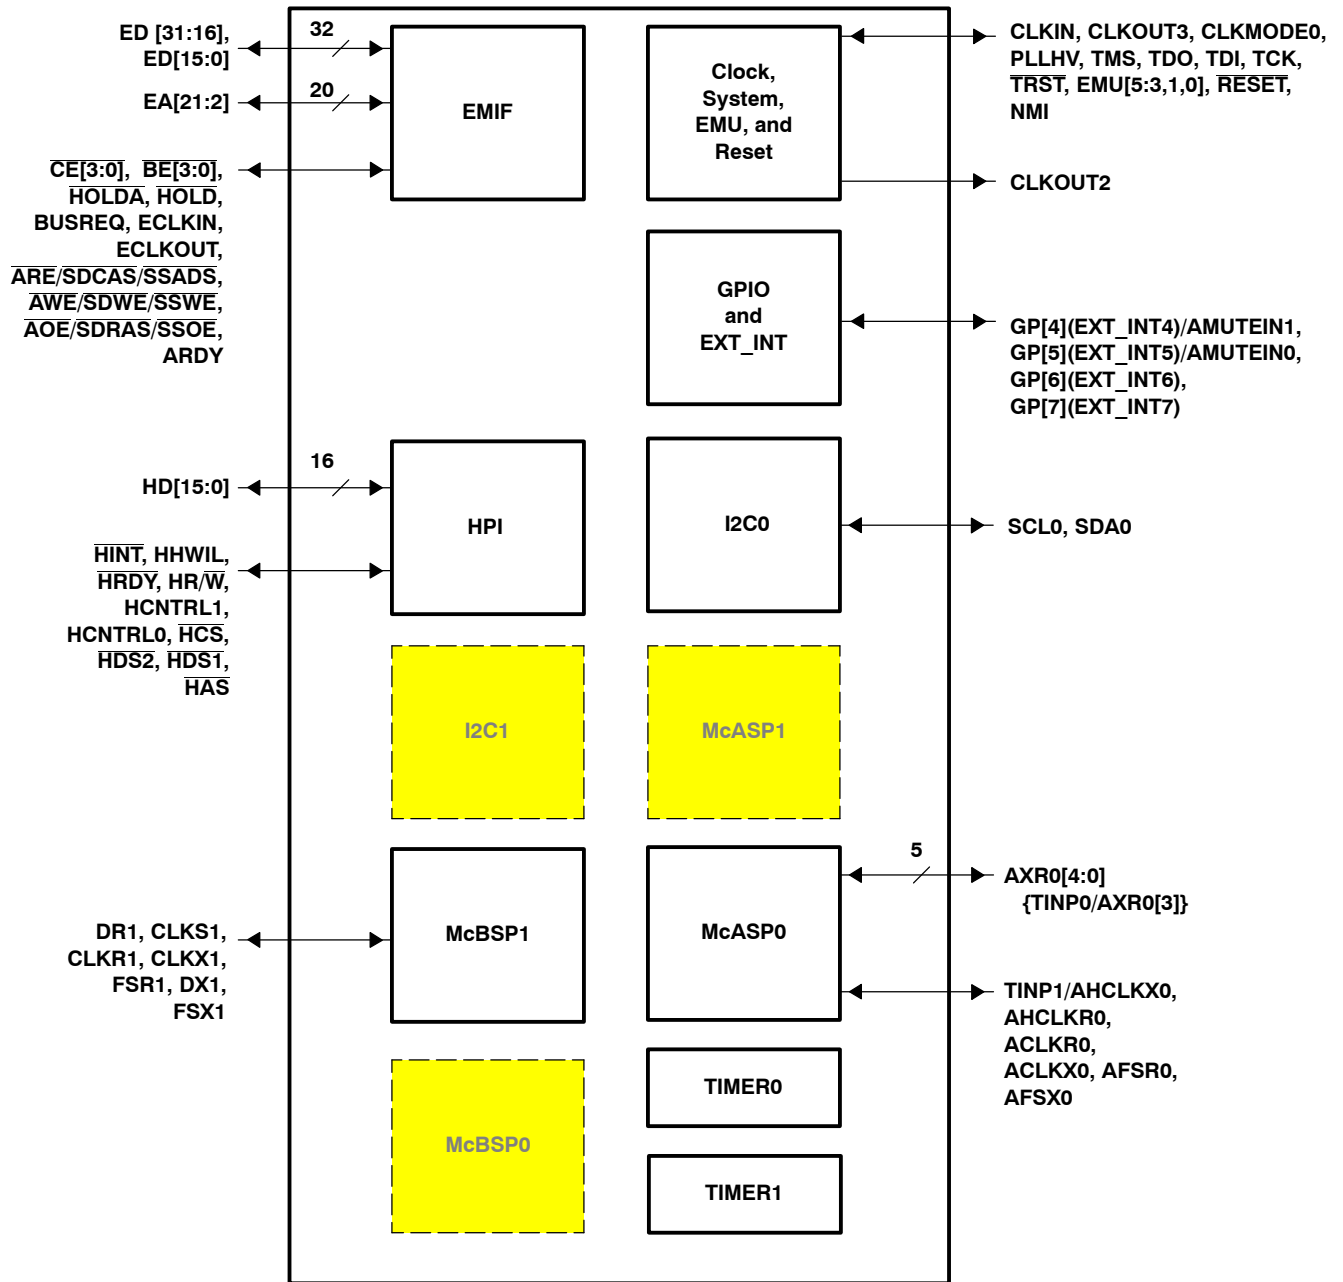 ED [31:16],
ED[15:0]
32
EA[21:2]
20
EMIF
CE[3:0], BE[3:0],
HOLDA, HOLD,
BUSREQ, ECLKIN,
ECLKOUT,
ARE/SDCAS/SSADS,
AWE/SDWE/SSWE,
AOE/SDRAS/SSOE,
ARDY
Clock,
System,
EMU, and
Reset
CLKIN, CLKOUT3, CLKMODE0,
PLLHV, TMS, TDO, TDI, TCK,
TRST, EMU[5:3,1,0], RESET,
NMI
CLKOUT2
GPIO
and
EXT_INT
GP[4](EXT_INT4)/AMUTEIN1,
GP[5](EXT_INT5)/AMUTEIN0,
GP[6](EXT_INT6),
GP[7](EXT_INT7)
HD[15:0]
16
HPI
HINT, HHWIL,
HRDY, HR/W,
HCNTRL1,
HCNTRL0, HCS,
HDS2, HDS1,
HAS
I2C0
SCL0, SDA0
I2C1
McASP1
DR1, CLKS1,
CLKR1, CLKX1,
FSR1, DX1,
FSX1
McBSP1
McASP0
5
AXR0[4:0]
{TINP0/AXR0[3]}
TINP1/AHCLKX0,
AHCLKR0,
ACLKR0,
ACLKX0, AFSR0,
AFSX0
McBSP0
TIMER0
TIMER1